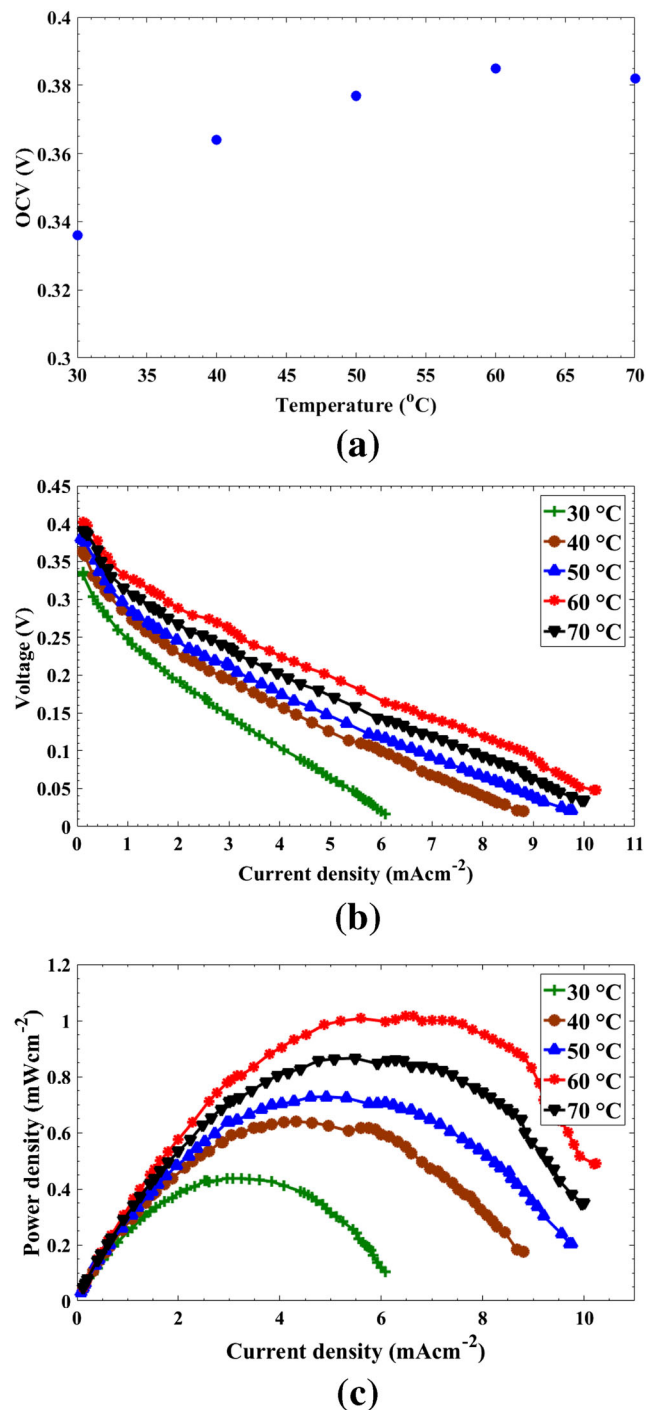 0.4
0.38
0.36
0.34
0.32
0.3
OCV (V)
30 35 40 45 50 55 60 65 70
Temperature (°C)
(a)
0.45
0.4
0.35
0.3
0.25
0.2
0.15
0.1
0.05
0
Voltage (V)
30 °C
40 °C
50 °C
60 °C
70 °C
0 1 2 3 4 5 6 7 8 9 10 11
Current density (mAcm⁻²)
(b)
1.2
1
0.8
0.6
0.4
0.2
0
Power density (mWcm⁻²)
30 °C
40 °C
50 °C
60 °C
70 °C
0 2 4 6 8 10
Current density (mAcm⁻²)
(c)